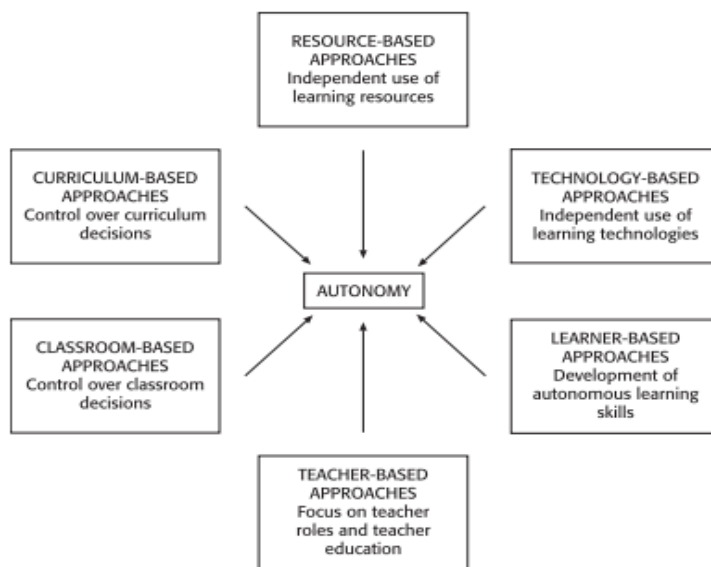 RESOURCE-BASED
APPROACHES
Independent use of
learning resources
CURRICULUM-BASED
APPROACHES
Control over curriculum
decisions
TECHNOLOGY-BASED
APPROACHES
Independent use of
learning technologies
AUTONOMY
CLASSROOM-BASED
APPROACHES
Control over classroom
decisions
LEARNER-BASED
APPROACHES
Development of
autonomous learning
skills
TEACHER-BASED
APPROACHES
Focus on teacher
roles and teacher
education